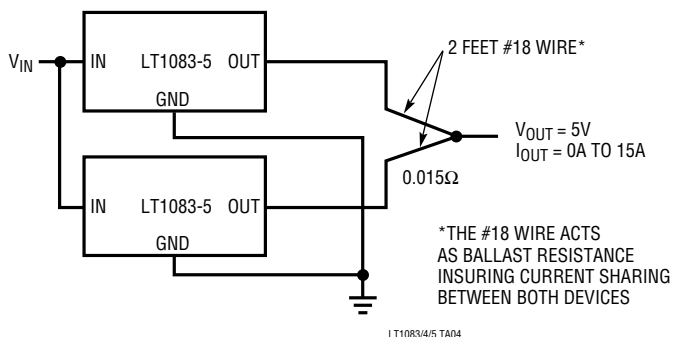 V_IN
IN LT1083-5 OUT
GND
2 FEET #18 WIRE*
V_OUT = 5V
I_OUT = 0A TO 15A
0.015Ω
IN LT1083-5 OUT
GND
*THE #18 WIRE ACTS
AS BALLAST RESISTANCE
INSURING CURRENT SHARING
BETWEEN BOTH DEVICES
LT1083/4/5 TA04